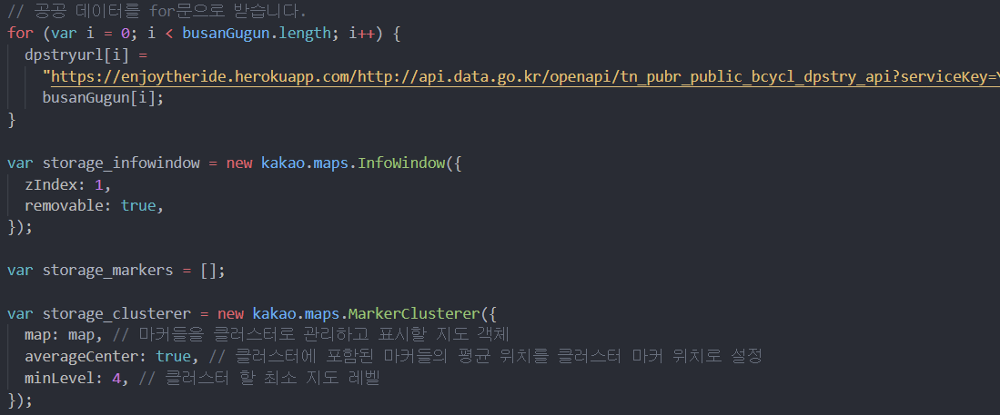 // 공공 데이터를 for문으로 받습니다.
for (var i = 0; i < busanGugun.length; i++) {
  dpstryurl[i] =
    "https://enjoytheride.herokuapp.com/http://api.data.go.kr/openapi/tn_pubr_public_bcycl_dpstry_api?serviceKey=
    busanGugun[i];
}
var storage_infowindow = new kakao.maps.InfoWindow({
  zIndex: 1,
  removable: true,
});
var storage_markers = [];
var storage_clusterer = new kakao.maps.MarkerClusterer({
  map: map, // 마커들을 클러스터로 관리하고 표시할 지도 객체
  averageCenter: true, // 클러스터에 포함된 마커들의 평균 위치를 클러스터 마커 위치로 설정
  minLevel: 4, // 클러스터 할 최소 지도 레벨
});